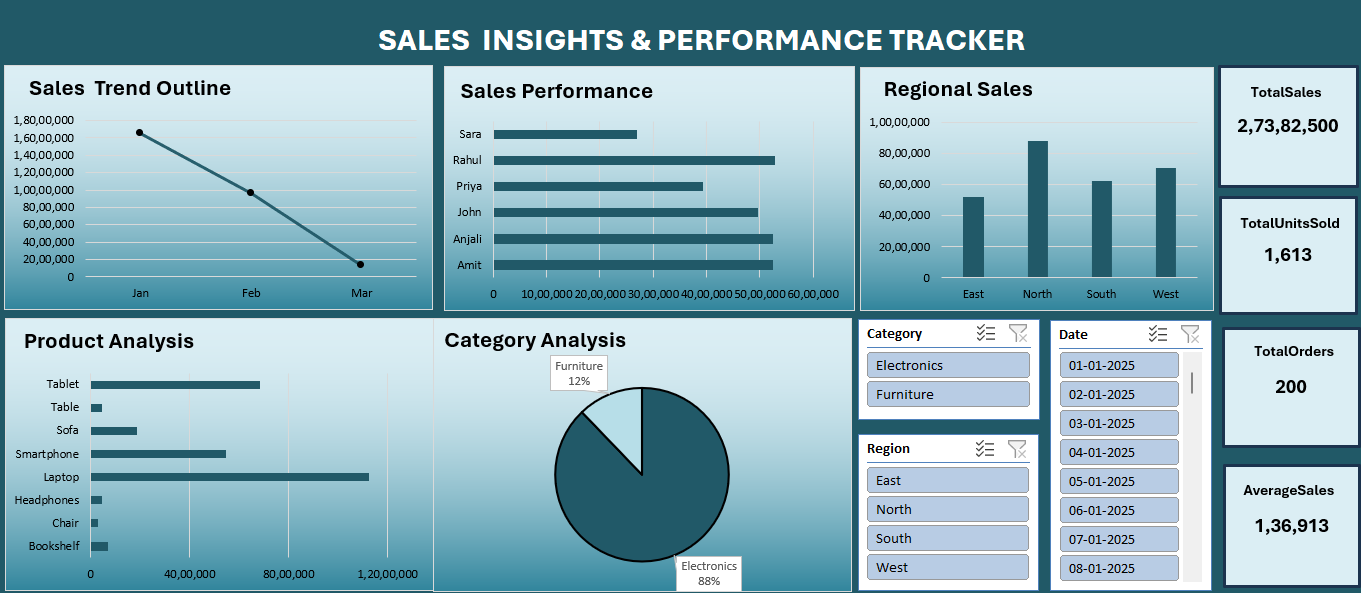 SALES  INSIGHTS & PERFORMANCE TRACKER
Sales  Trend Outline
1,80,00,000
1,60,00,000
1,40,00,000
1,20,00,000
1,00,00,000
80,00,000
60,00,000
40,00,000
20,00,000
0
Jan Feb Mar
Sales Performance
Sara
Rahul
Priya
John
Anjali
Amit
0 10,00,000 20,00,000 30,00,000 40,00,000 50,00,000 60,00,000
Regional Sales
1,00,00,000
80,00,000
60,00,000
40,00,000
20,00,000
0
East North South West
TotalSales
2,73,82,500
TotalUnitsSold
1,613
Product Analysis
Tablet
Table
Sofa
Smartphone
Laptop
Headphones
Chair
Bookshelf
0 40,00,000 80,00,000 1,20,00,000
Category Analysis
Furniture
12%
Electronics
88%
Category
Electronics
Furniture
Region
East
North
South
West
Date
01-01-2025
02-01-2025
03-01-2025
04-01-2025
05-01-2025
06-01-2025
07-01-2025
08-01-2025
TotalOrders
200
AverageSales
1,36,913